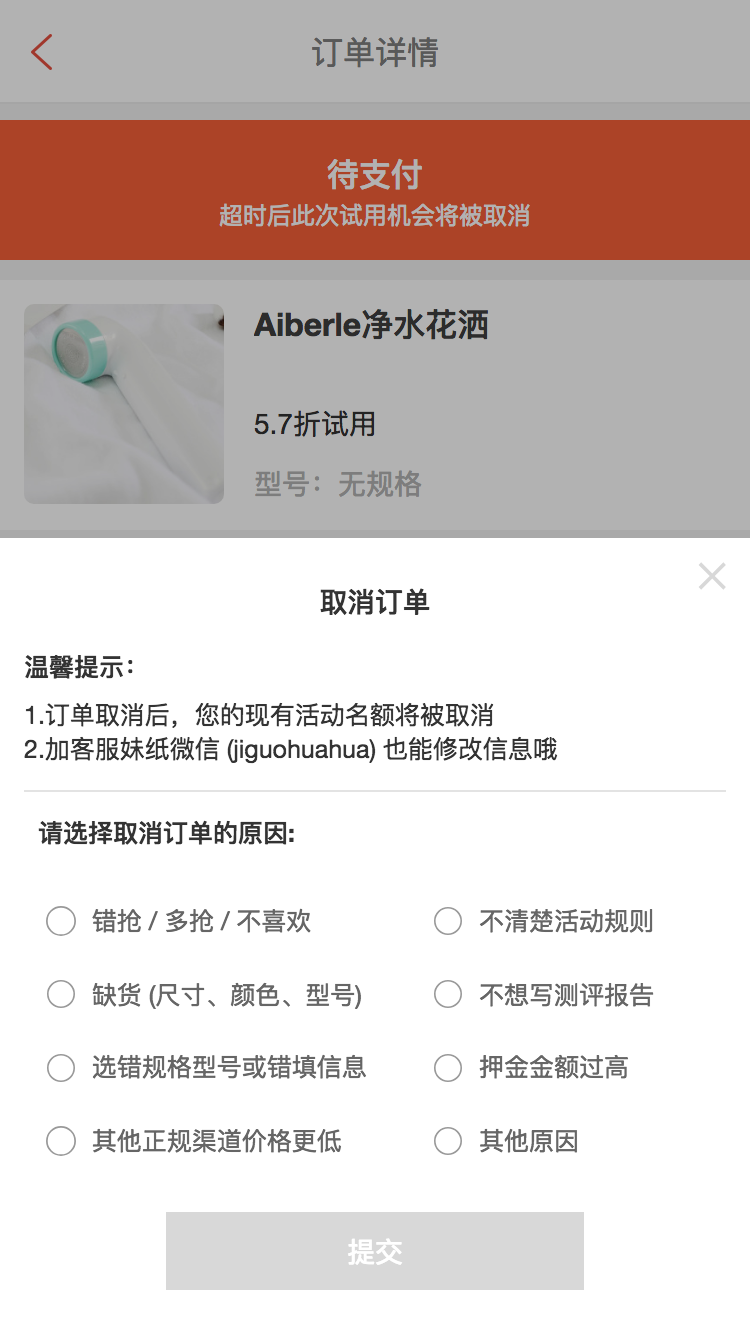 订单详情
待支付
超时后此次试用机会将被取消
Aiberle净水花洒
5.7折试用
型号：无规格
取消订单
温馨提示：
1.订单取消后，您的现有活动名额将被取消
2.加客服妹纸微信 (jiguohuahua) 也能修改信息哦
请选择取消订单的原因:
错抢 / 多抢 / 不喜欢
不清楚活动规则
缺货 (尺寸、颜色、型号)
不想写测评报告
选错规格型号或错填信息
押金金额过高
其他正规渠道价格更低
其他原因
提交